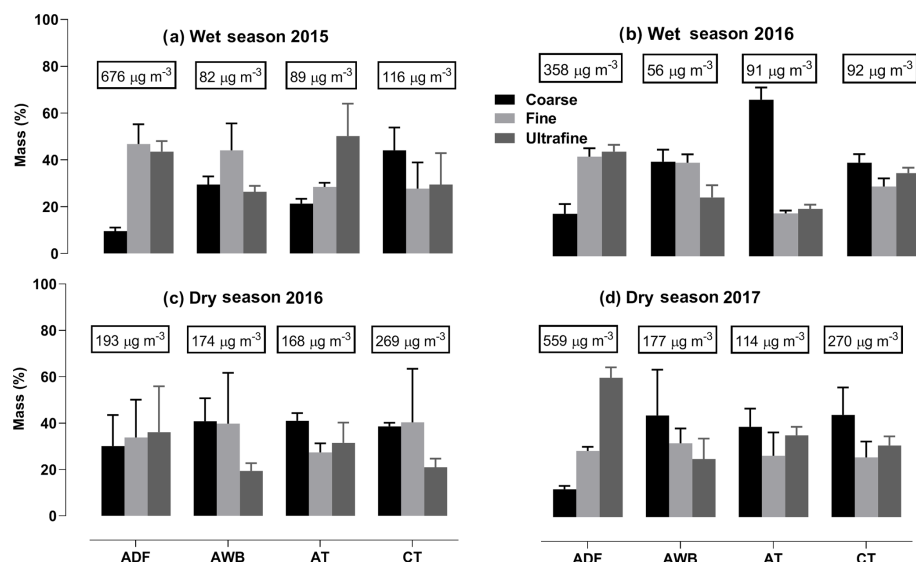 (a) Wet season 2015
676 μg m⁻³
82 μg m⁻³
89 μg m⁻³
116 μg m⁻³
Mass (%)
100
80
60
40
20
0
(b) Wet season 2016
358 μg m⁻³
56 μg m⁻³
91 μg m⁻³
92 μg m⁻³
Coarse
Fine
Ultrafine
(c) Dry season 2016
193 μg m⁻³
174 μg m⁻³
168 μg m⁻³
269 μg m⁻³
Mass (%)
100
80
60
40
20
0
ADF
AWB
AT
CT
(d) Dry season 2017
559 μg m⁻³
177 μg m⁻³
114 μg m⁻³
270 μg m⁻³
ADF
AWB
AT
CT